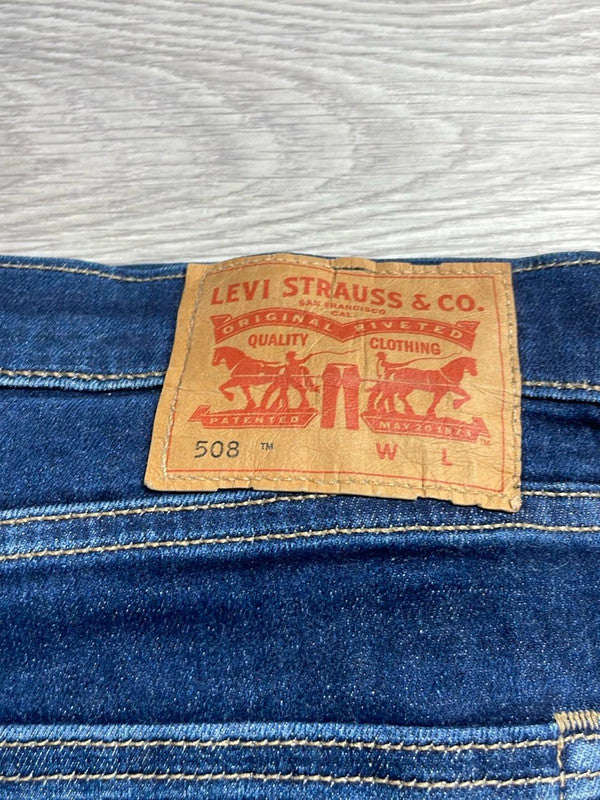 LEVI STRAUSS & CO.
SAN FRANCISCO
CAL.
ORIGINAL RIVETED
QUALITY CLOTHING
PATENTED MAY 20 1873
508 ™ W L